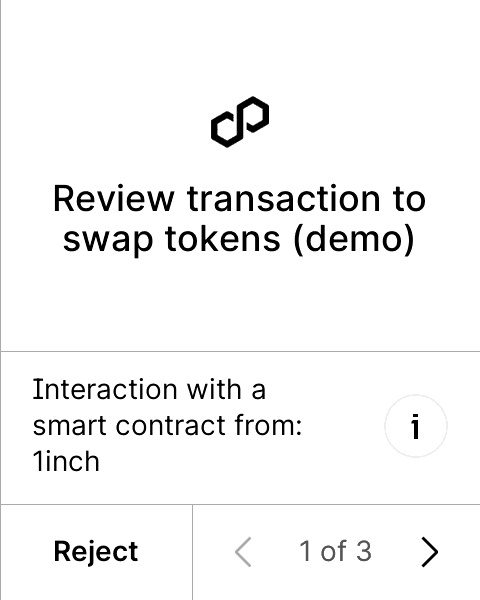 Review transaction to
swap tokens (demo)
Interaction with a
smart contract from:
1inch
i
Reject
1 of 3